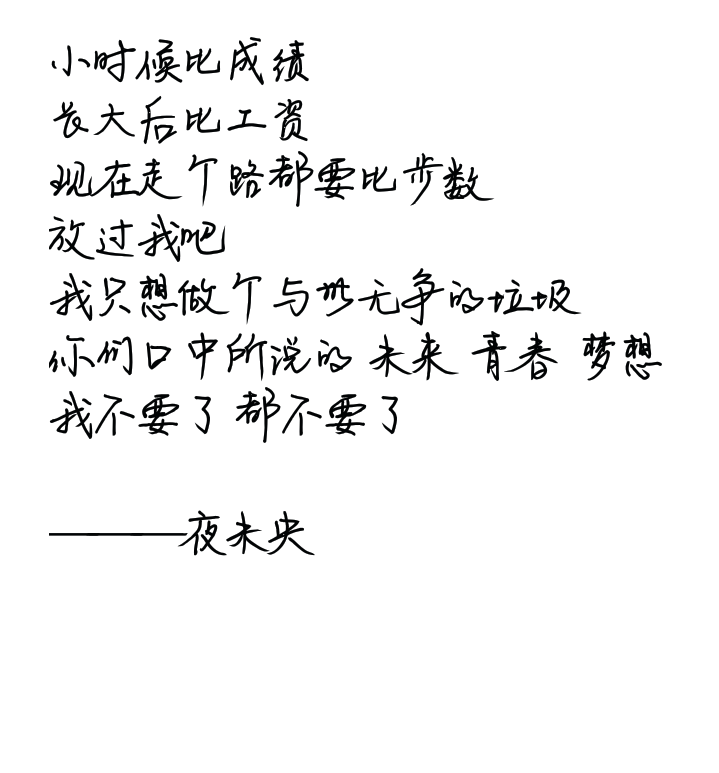 小时候比成绩
长大后比工资
现在走个路都要比步数
放过我吧
我只想做个与世无争的垃圾
你们口中所说的 未来 青春 梦想
我不要了 都不要了
———夜未央